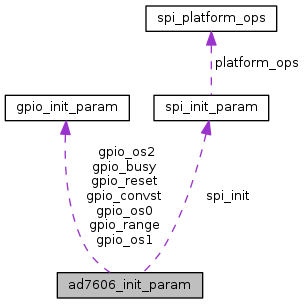 spi_platform_ops
platform_ops
gpio_init_param
spi_init_param
gpio_os2
gpio_busy
gpio_reset
gpio_convst
gpio_os0
gpio_range
gpio_os1
spi_init
ad7606_init_param